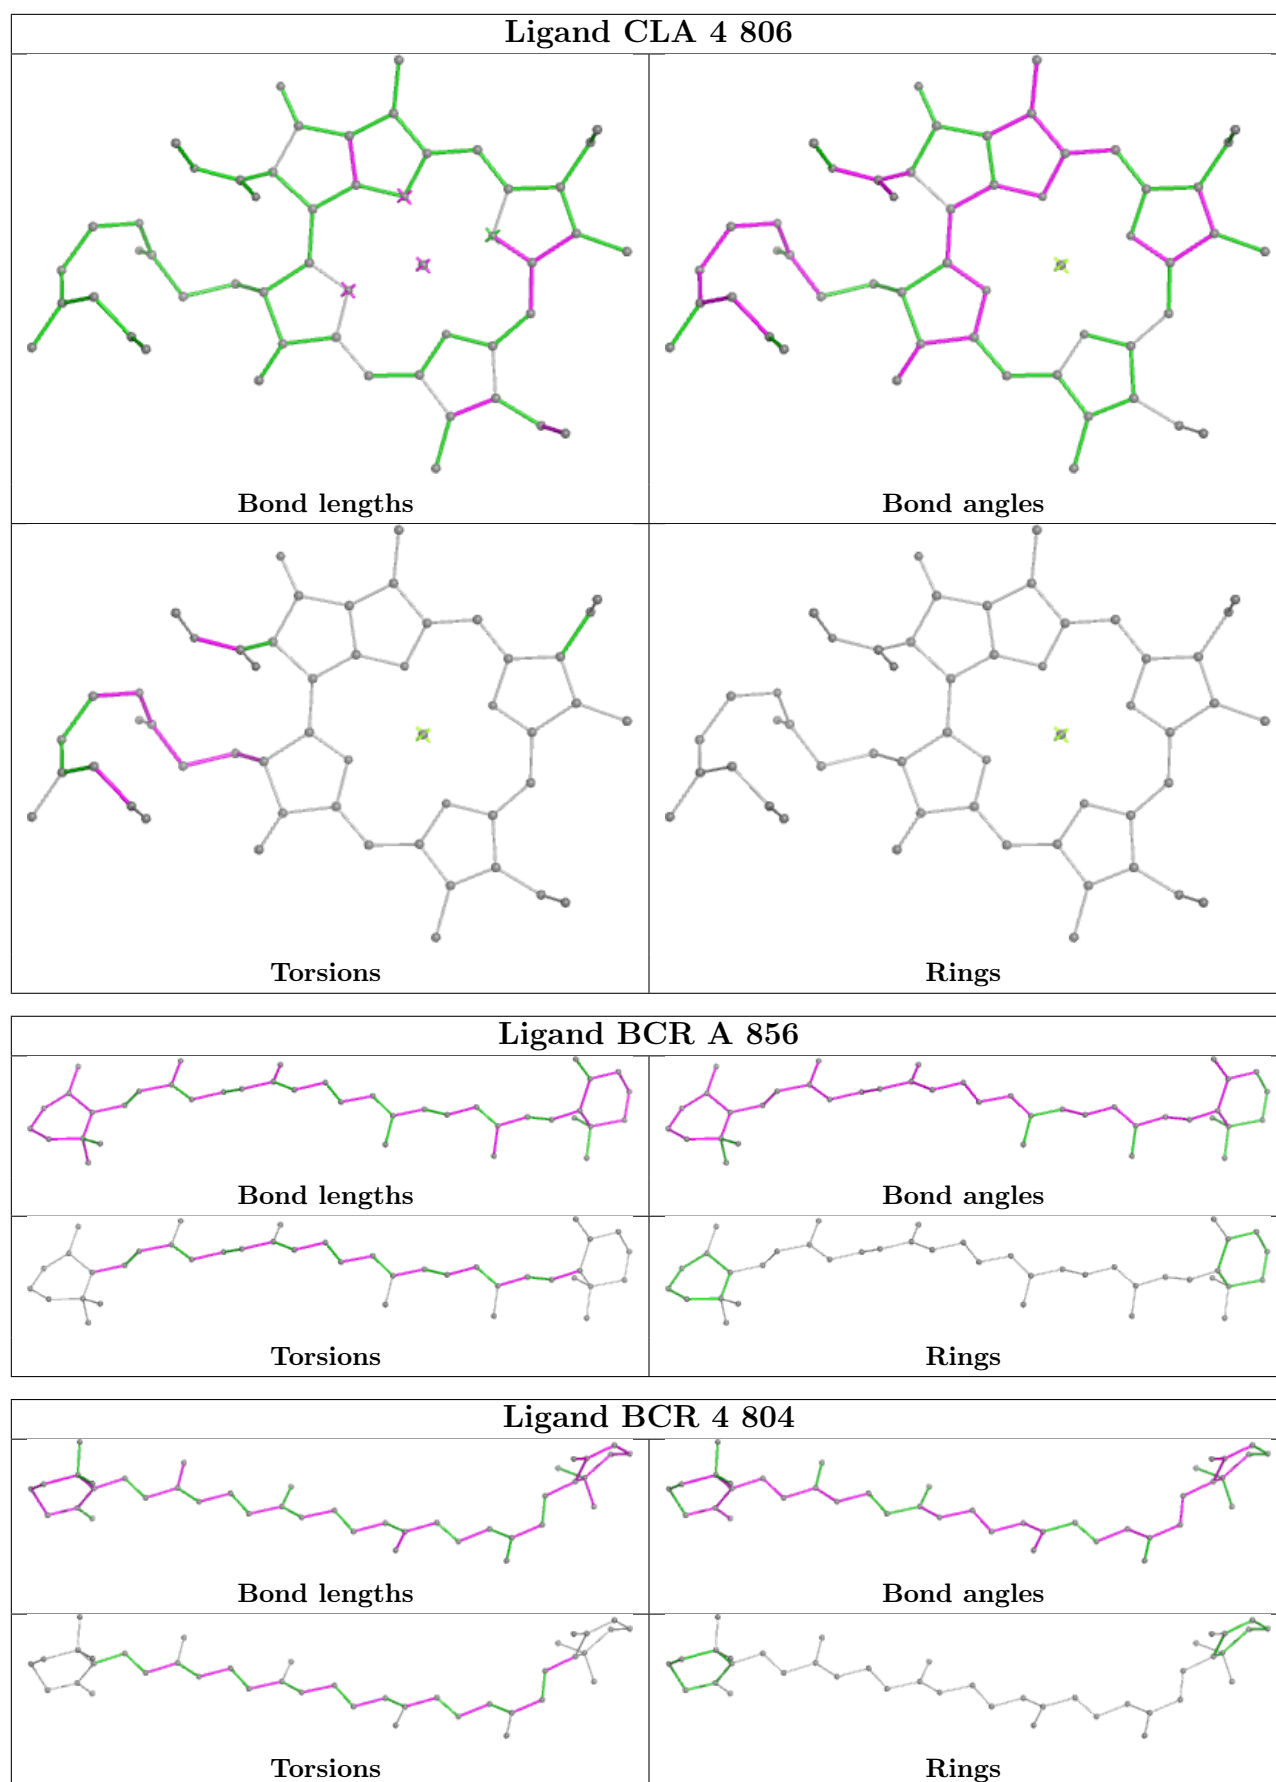 Ligand CLA 4 806
Bond lengths
Bond angles
Torsions
Rings
Ligand BCR A 856
Bond lengths
Bond angles
Torsions
Rings
Ligand BCR 4 804
Bond lengths
Bond angles
Torsions
Rings